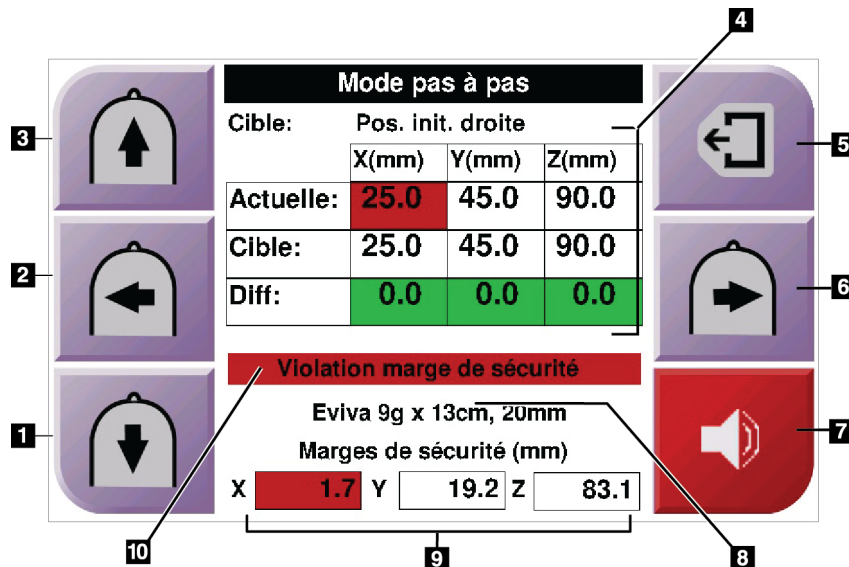 4
Mode pas à pas
3
Cible: Pos. init. droite
5
X(mm) Y(mm) Z(mm)
Actuelle: 25.0 45.0 90.0
2
Cible: 25.0 45.0 90.0
6
Diff: 0.0 0.0 0.0
Violation marge de sécurité
1
Eviva 9g x 13cm, 20mm
7
Marges de sécurité (mm)
X 1.7 Y 19.2 Z 83.1
10
9
8